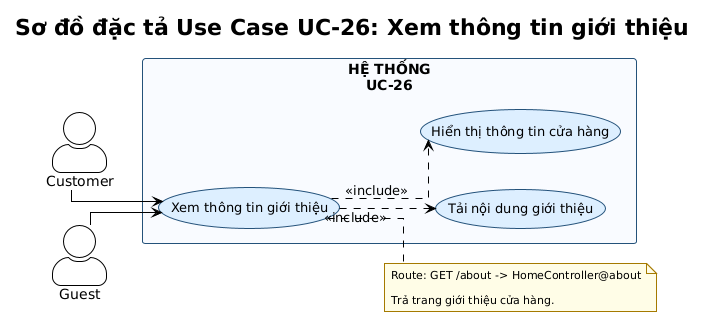 Sơ đồ đặc tả Use Case UC-26: Xem thông tin giới thiệu
HỆ THỐNG
UC-26
Hiển thị thông tin cửa hàng
Customer
«include»
Xem thông tin giới thiệu
Tải nội dung giới thiệu
«include»
Guest
Route: GET /about -> HomeController@about
Trả trang giới thiệu cửa hàng.